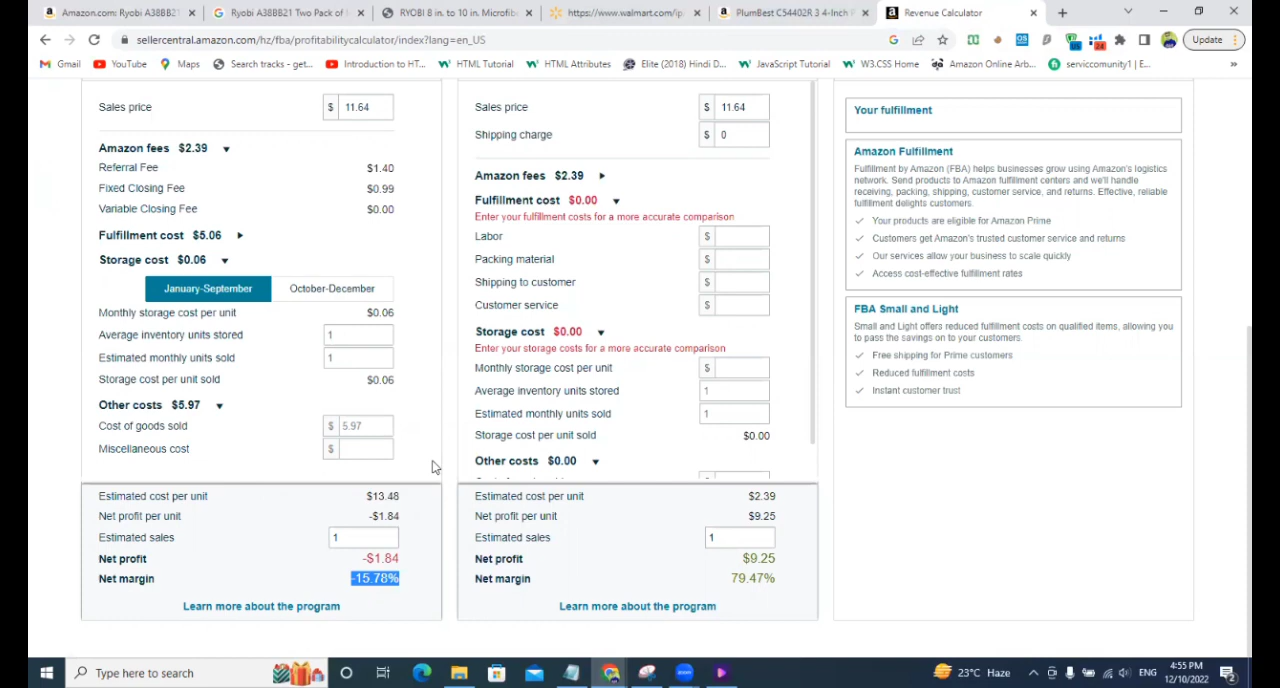 Amazon.com: Ryobi A38BB21
Ryobi A38BB21 Two Pack of
RYOBI 8 in. to 10 in. Microfib
https://www.walmart.com/ip
PlumBest C54402R 3 4-Inch
Revenue Calculator
sellercentral.amazon.com/hz/fba/profitabilitycalculator/index?lang=en_US
Update
Gmail YouTube Maps Search tracks - get... Introduction to HT... HTML Tutorial HTML Attributes Elite (2018) Hindi D... JavaScript Tutorial W3.CSS Home Amazon Online Arb... serviccomunity1 | E... »
Sales price $ 11.64
Amazon fees $2.39
Referral Fee $1.40
Fixed Closing Fee $0.99
Variable Closing Fee $0.00
Fulfillment cost $5.06
Storage cost $0.06
January-September October-December
Monthly storage cost per unit $0.06
Average inventory units stored 1
Estimated monthly units sold 1
Storage cost per unit sold $0.06
Other costs $5.97
Cost of goods sold $ 5.97
Miscellaneous cost $
Estimated cost per unit $13.48
Net profit per unit -$1.84
Estimated sales 1
Net profit -$1.84
Net margin -15.78%
Learn more about the program
Sales price $ 11.64
Shipping charge $ 0
Amazon fees $2.39
Fulfillment cost $0.00
Enter your fulfillment costs for a more accurate comparison
Labor $
Packing material $
Shipping to customer $
Customer service $
Storage cost $0.00
Enter your storage costs for a more accurate comparison
Monthly storage cost per unit $
Average inventory units stored 1
Estimated monthly units sold 1
Storage cost per unit sold $0.00
Other costs $0.00
Estimated cost per unit $2.39
Net profit per unit $9.25
Estimated sales 1
Net profit $9.25
Net margin 79.47%
Learn more about the program
Your fulfillment
Amazon Fulfillment
Fulfillment by Amazon (FBA) helps businesses grow using Amazon's logistics
network. Send products to Amazon fulfillment centers and we'll handle
receiving, packing, shipping, customer service, and returns. Effective, reliable
fulfillment delights customers.
Your products are eligible for Amazon Prime
Customers get Amazon's trusted customer service and returns
Our services allow your business to scale quickly
Access cost-effective fulfillment rates
FBA Small and Light
Small and Light offers reduced fulfillment costs on qualified items, allowing you
to pass the savings on to your customers.
Free shipping for Prime customers
Reduced fulfillment costs
Instant customer trust
Type here to search
23°C Haze
ENG
4:55 PM
12/10/2022